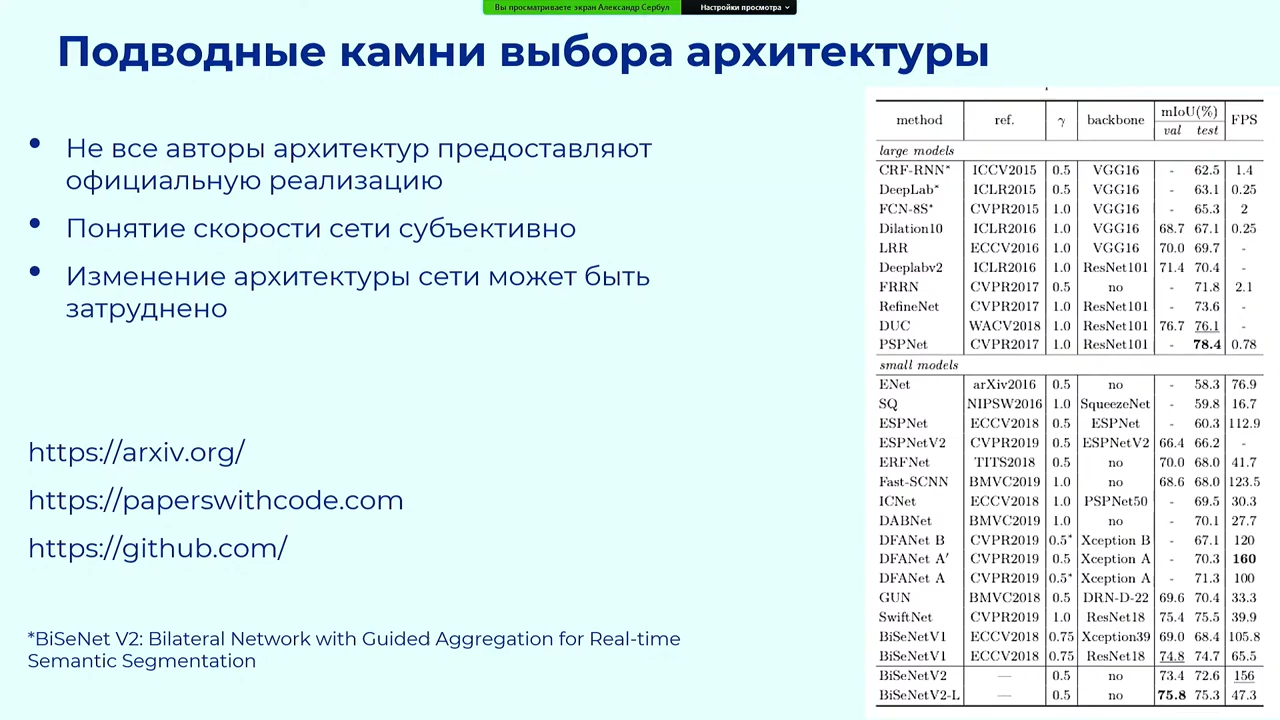 Вы просматриваете экран Александр Сербул
Настройки просмотра
Подводные камни выбора архитектуры
• Не все авторы архитектур предоставляют
официальную реализацию
• Понятие скорости сети субъективно
• Изменение архитектуры сети может быть
затруднено
https://arxiv.org/
https://paperswithcode.com
https://github.com/
*BiSeNet V2: Bilateral Network with Guided Aggregation for Real-time
Semantic Segmentation
method ref. γ backbone mIoU(%) FPS
val test
large models
CRF-RNN* ICCV2015 0.5 VGG16 - 62.5 1.4
DeepLab* ICLR2015 0.5 VGG16 - 63.1 0.25
FCN-8S* CVPR2015 1.0 VGG16 - 65.3 2
Dilation10 ICLR2016 1.0 VGG16 68.7 67.1 0.25
LRR ECCV2016 1.0 VGG16 70.0 69.7 -
Deeplabv2 ICLR2016 1.0 ResNet101 71.4 70.4 -
FRRN CVPR2017 0.5 no - 71.8 2.1
RefineNet CVPR2017 1.0 ResNet101 - 73.6 -
DUC WACV2018 1.0 ResNet101 76.7 76.1 -
PSPNet CVPR2017 1.0 ResNet101 - 78.4 0.78
small models
ENet arXiv2016 0.5 no - 58.3 76.9
SQ NIPSW2016 1.0 SqueezeNet - 59.8 16.7
ESPNet ECCV2018 0.5 ESPNet - 60.3 112.9
ESPNetV2 CVPR2019 0.5 ESPNetV2 66.4 66.2 -
ERFNet TITS2018 0.5 no 70.0 68.0 41.7
Fast-SCNN BMVC2019 1.0 no 68.6 68.0 123.5
ICNet ECCV2018 1.0 PSPNet50 - 69.5 30.3
DABNet BMVC2019 1.0 no - 70.1 27.7
DFANet B CVPR2019 0.5* Xception B - 67.1 120
DFANet A′ CVPR2019 0.5 Xception A - 70.3 160
DFANet A CVPR2019 0.5* Xception A - 71.3 100
GUN BMVC2018 0.5 DRN-D-22 69.6 70.4 33.3
SwiftNet CVPR2019 1.0 ResNet18 75.4 75.5 39.9
BiSeNetV1 ECCV2018 0.75 Xception39 69.0 68.4 105.8
BiSeNetV1 ECCV2018 0.75 ResNet18 74.8 74.7 65.5
BiSeNetV2 — 0.5 no 73.4 72.6 156
BiSeNetV2-L — 0.5 no 75.8 75.3 47.3